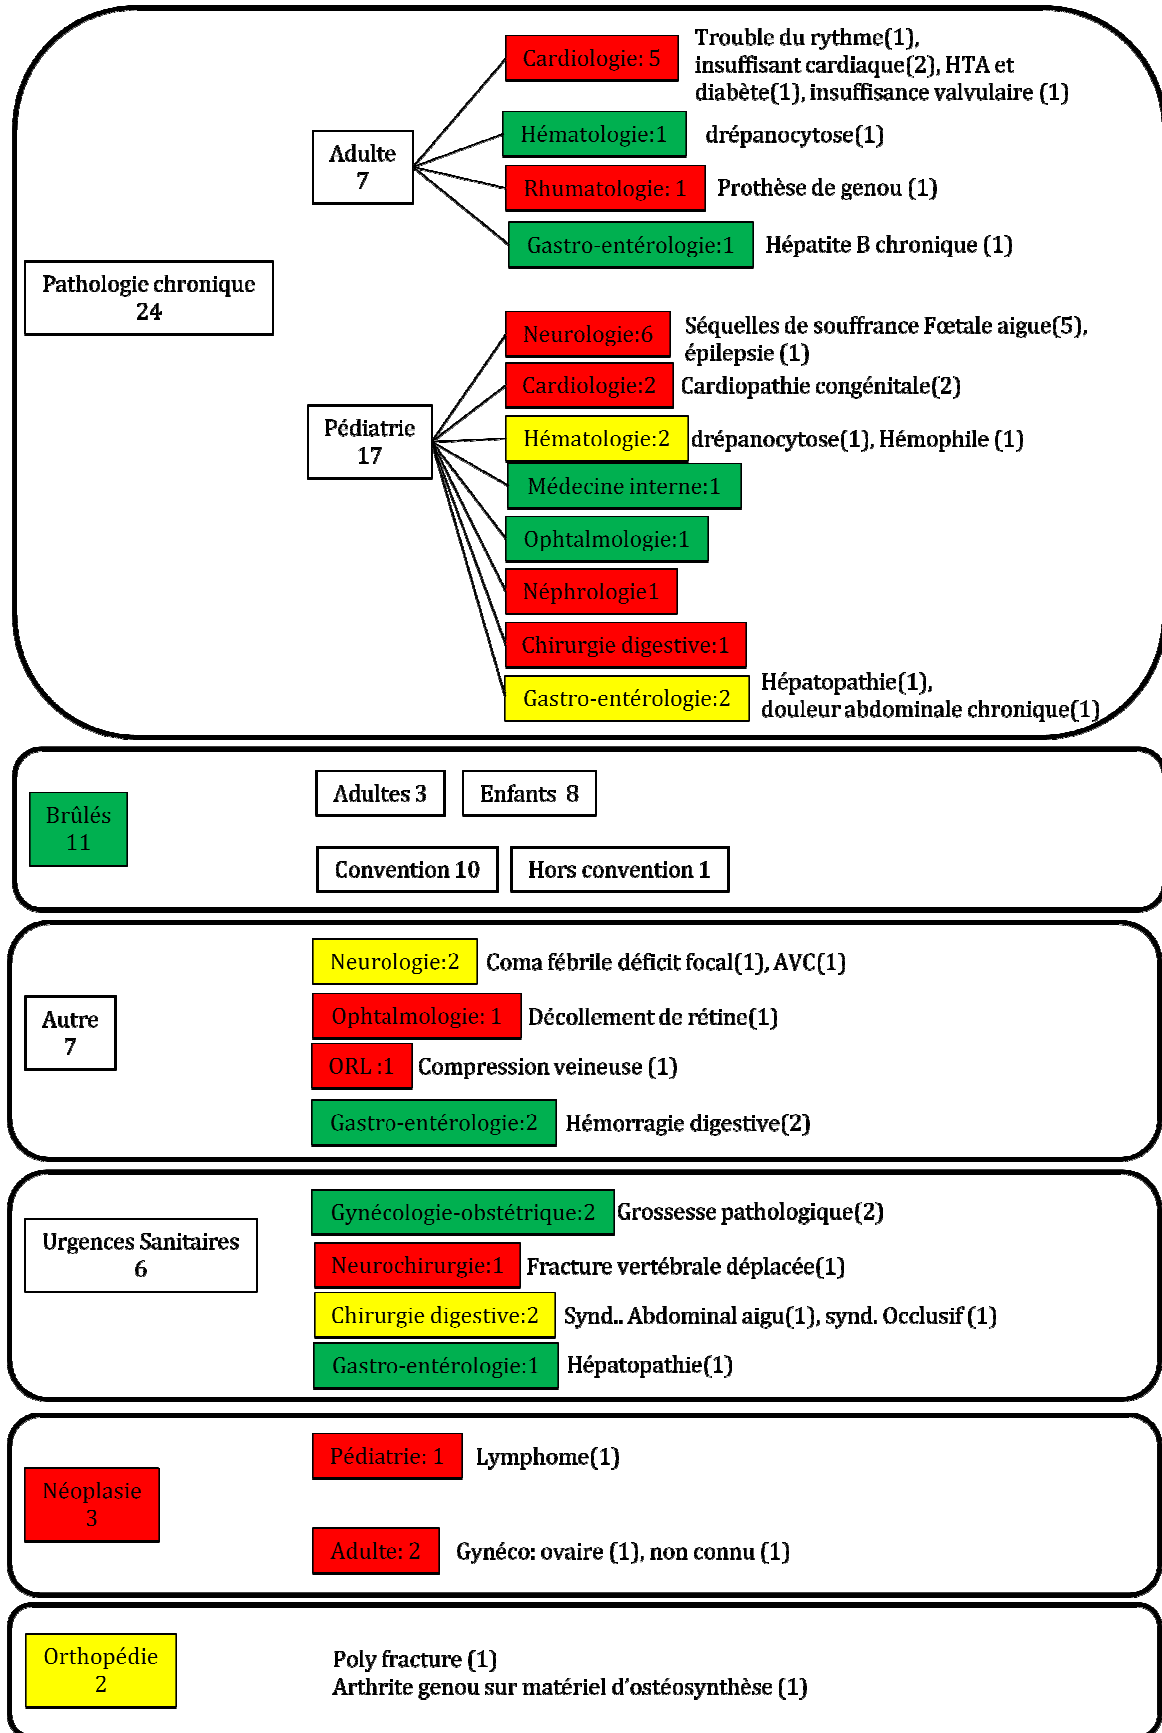 Pathologie chronique
24
Adulte
7
Cardiologie: 5
Trouble du rythme(1),
insuffisant cardiaque(2), HTA et
diabète(1), insuffisance valvulaire (1)
Hématologie:1
drépanocytose(1)
Rhumatologie: 1
Prothèse de genou (1)
Gastro-entérologie:1
Hépatite B chronique (1)
Pédiatrie
17
Neurologie:6
Séquelles de souffrance Fœtale aigue(5),
épilepsie (1)
Cardiologie:2
Cardiopathie congénitale(2)
Hématologie:2
drépanocytose(1), Hémophile (1)
Médecine interne:1
Ophtalmologie:1
Néphrologie1
Chirurgie digestive:1
Gastro-entérologie:2
Hépatopathie(1),
douleur abdominale chronique(1)
Brûlés
11
Adultes 3
Enfants 8
Convention 10
Hors convention 1
Autre
7
Neurologie:2
Coma fébrile déficit focal(1), AVC(1)
Ophtalmologie: 1
Décollement de rétine(1)
ORL :1
Compression veineuse (1)
Gastro-entérologie:2
Hémorragie digestive(2)
Urgences Sanitaires
6
Gynécologie-obstétrique:2
Grossesse pathologique(2)
Neurochirurgie:1
Fracture vertébrale déplacée(1)
Chirurgie digestive:2
Synd.. Abdominal aigu(1), synd. Occlusif (1)
Gastro-entérologie:1
Hépatopathie(1)
Néoplasie
3
Pédiatrie: 1
Lymphome(1)
Adulte: 2
Gynéco: ovaire (1), non connu (1)
Orthopédie
2
Poly fracture (1)
Arthrite genou sur matériel d'ostéosynthèse (1)